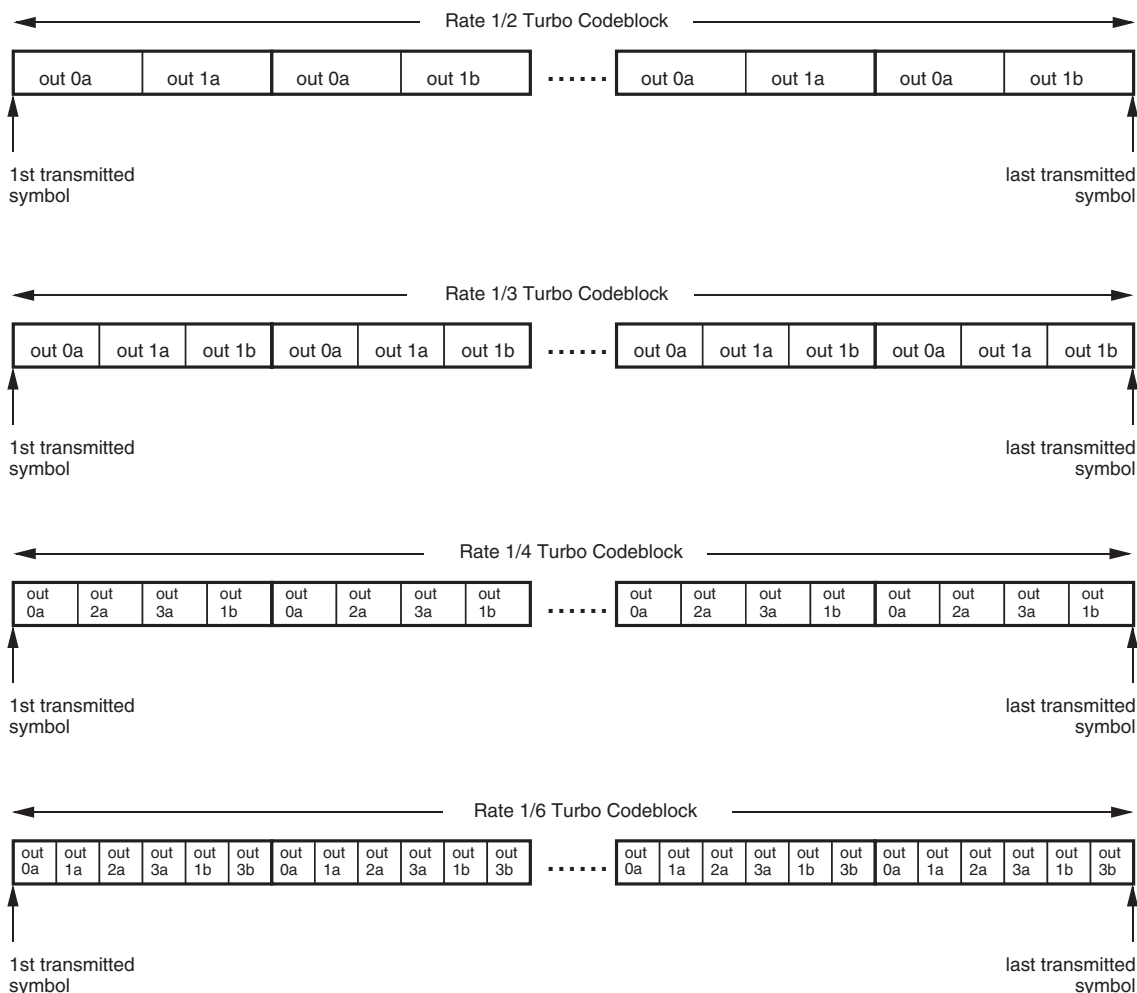 Rate 1/2 Turbo Codeblock
out 0a out 1a out 0a out 1b ...... out 0a out 1a out 0a out 1b
1st transmitted
symbol
last transmitted
symbol
Rate 1/3 Turbo Codeblock
out 0a out 1a out 1b out 0a out 1a out 1b ...... out 0a out 1a out 1b out 0a out 1a out 1b
1st transmitted
symbol
last transmitted
symbol
Rate 1/4 Turbo Codeblock
out out out out out out out out ...... out out out out out out out out
0a 2a 3a 1b 0a 2a 3a 1b 0a 2a 3a 1b 0a 2a 3a 1b
1st transmitted
symbol
last transmitted
symbol
Rate 1/6 Turbo Codeblock
out out out out out out out out out out out out ...... out out out out out out out out out out out out
0a 1a 2a 3a 1b 3b 0a 1a 2a 3a 1b 3b 0a 1a 2a 3a 1b 3b 0a 1a 2a 3a 1b 3b
1st transmitted
symbol
last transmitted
symbol